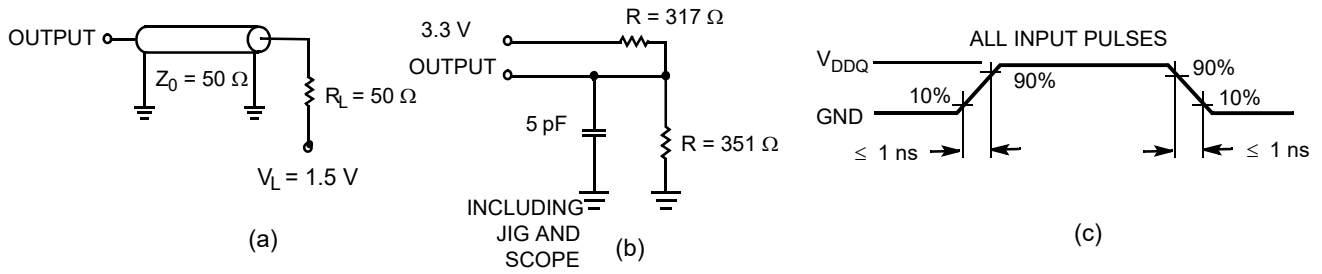 OUTPUT
Z0 = 50 Ω
RL = 50 Ω
VL = 1.5 V
(a)
R = 317 Ω
3.3 V
OUTPUT
5 pF
R = 351 Ω
INCLUDING
JIG AND
SCOPE
(b)
ALL INPUT PULSES
VDDQ
GND
10%
90%
90%
10%
≤ 1 ns
≤ 1 ns
(c)